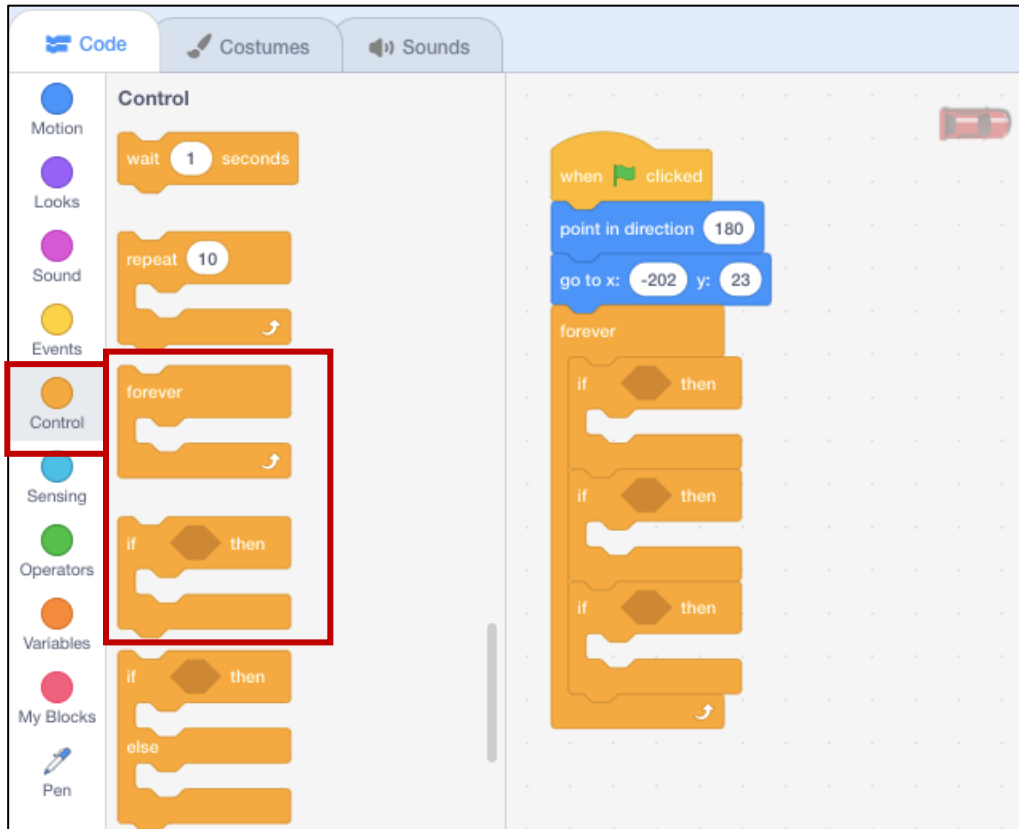 Code
Costumes
Sounds
Motion
Looks
Sound
Events
Control
Sensing
Operators
Variables
My Blocks
Pen
Control
wait 1 seconds
repeat 10
forever
if then
if then
else
when clicked
point in direction 180
go to x: -202 y: 23
forever
if then
if then
if then